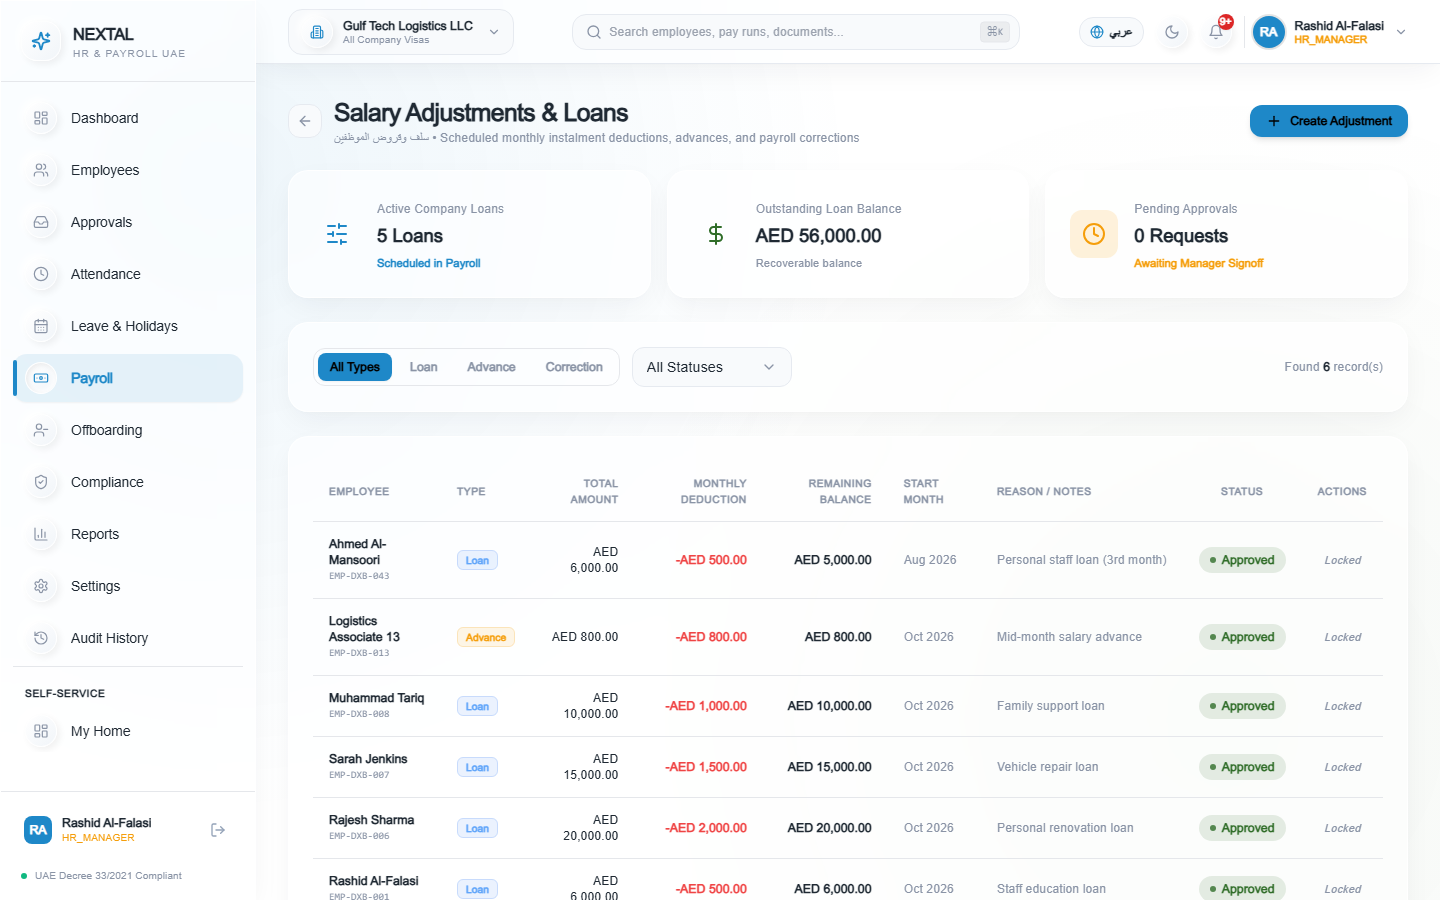 NEXTAL
HR & PAYROLL UAE
Gulf Tech Logistics LLC
All Company Visas
Search employees, pay runs, documents...
⌘K
عربي
9+
RA
Rashid Al-Falasi
HR_MANAGER
Dashboard
Employees
Approvals
Attendance
Leave & Holidays
Payroll
Offboarding
Compliance
Reports
Settings
Audit History
SELF-SERVICE
My Home
RA
Rashid Al-Falasi
HR_MANAGER
UAE Decree 33/2021 Compliant
Salary Adjustments & Loans
سلف وقروض الموظفين • Scheduled monthly instalment deductions, advances, and payroll corrections
Create Adjustment
Active Company Loans
5 Loans
Scheduled in Payroll
Outstanding Loan Balance
AED 56,000.00
Recoverable balance
Pending Approvals
0 Requests
Awaiting Manager Signoff
All Types
Loan
Advance
Correction
All Statuses
Found 6 record(s)
EMPLOYEE
TYPE
TOTAL
AMOUNT
MONTHLY
DEDUCTION
REMAINING
BALANCE
START
MONTH
REASON / NOTES
STATUS
ACTIONS
Ahmed Al-
Mansoori
EMP-DXB-043
Loan
AED
6,000.00
-AED 500.00
AED 5,000.00
Aug 2026
Personal staff loan (3rd month)
Approved
Locked
Logistics
Associate 13
EMP-DXB-013
Advance
AED 800.00
-AED 800.00
AED 800.00
Oct 2026
Mid-month salary advance
Approved
Locked
Muhammad Tariq
EMP-DXB-008
Loan
AED
10,000.00
-AED 1,000.00
AED 10,000.00
Oct 2026
Family support loan
Approved
Locked
Sarah Jenkins
EMP-DXB-007
Loan
AED
15,000.00
-AED 1,500.00
AED 15,000.00
Oct 2026
Vehicle repair loan
Approved
Locked
Rajesh Sharma
EMP-DXB-006
Loan
AED
20,000.00
-AED 2,000.00
AED 20,000.00
Oct 2026
Personal renovation loan
Approved
Locked
Rashid Al-Falasi
EMP-DXB-001
Loan
AED
6,000.00
-AED 500.00
AED 6,000.00
Oct 2026
Staff education loan
Approved
Locked